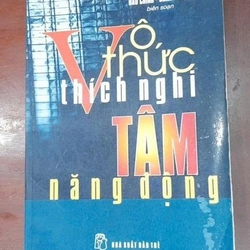 biên soạn
Vô thức
thích nghi
TÂM
năng động
NHÀ XUẤT BẢN TRẺ